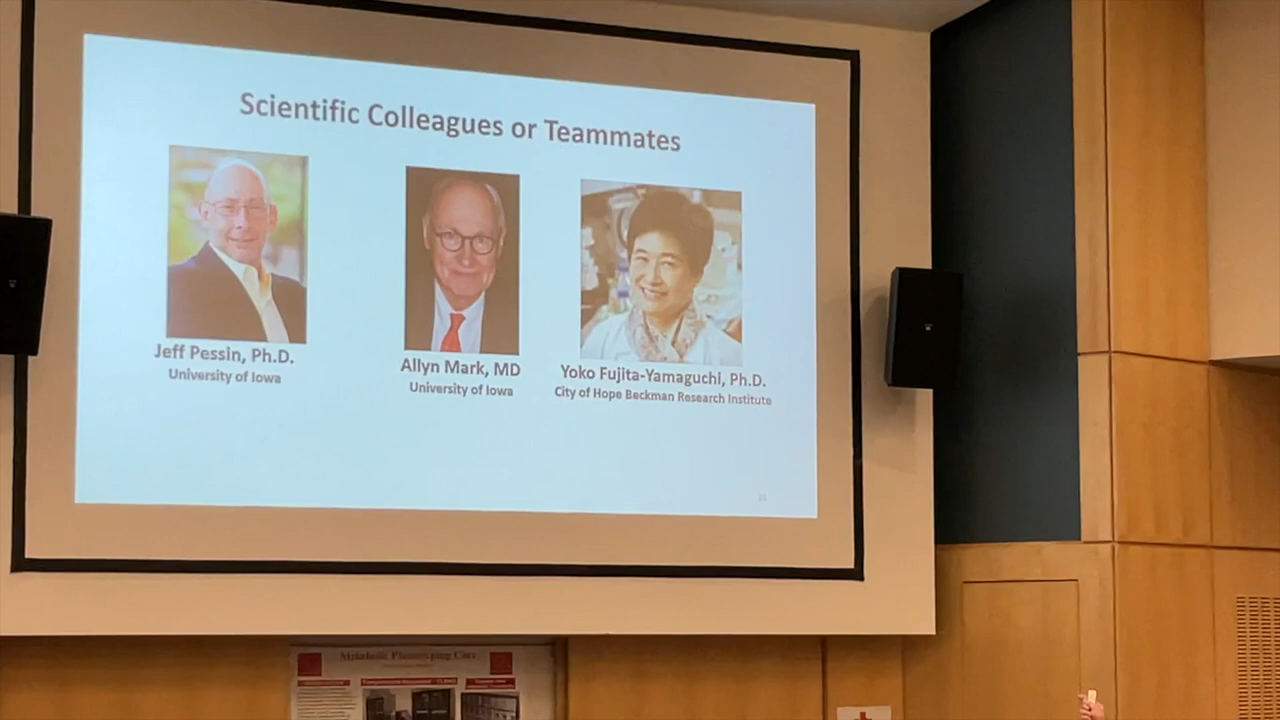 Scientific Colleagues or Teammates
Jeff Pessin, Ph.D.
University of Iowa
Allyn Mark, MD
University of Iowa
Yoko Fujita-Yamaguchi, Ph.D.
City of Hope Beckman Research Institute
Metabolic Phenotyping Core